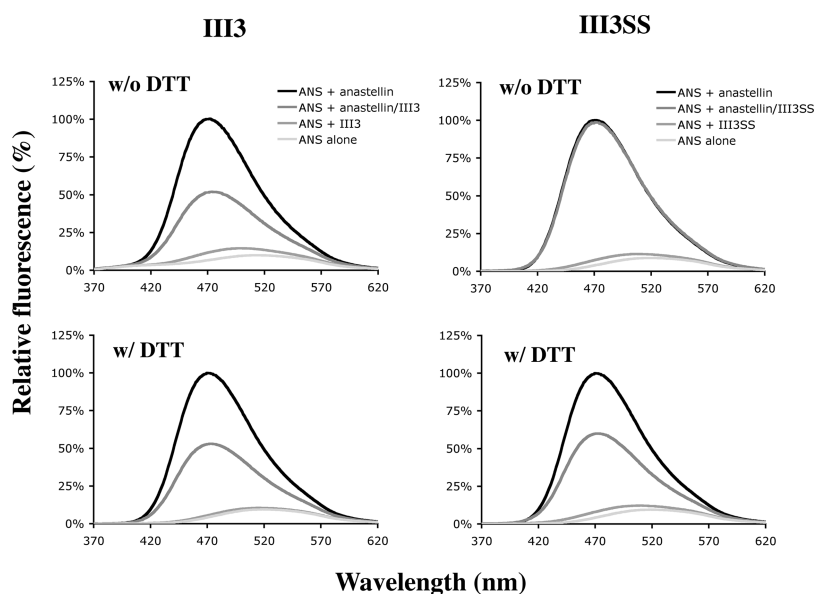 III3
III3SS
Relative fluorescence (%)
w/o DTT
125%
100%
75%
50%
25%
0%
370 420 470 520 570 620
ANS + anastellin
ANS + anastellin/III3
ANS + III3
ANS alone
w/o DTT
125%
100%
75%
50%
25%
0%
370 420 470 520 570 620
ANS + anastellin
ANS + anastellin/III3SS
ANS + III3SS
ANS alone
w/ DTT
125%
100%
75%
50%
25%
0%
370 420 470 520 570 620
w/ DTT
125%
100%
75%
50%
25%
0%
370 420 470 520 570 620
Wavelength (nm)